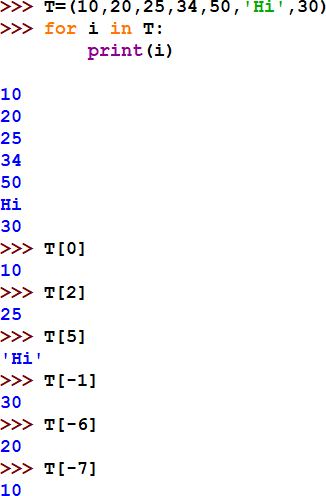 >>> T=(10,20,25,34,50,'Hi',30)
>>> for i in T:
        print(i)
10
20
25
34
50
Hi
30
>>> T[0]
10
>>> T[2]
25
>>> T[5]
'Hi'
>>> T[-1]
30
>>> T[-6]
20
>>> T[-7]
10